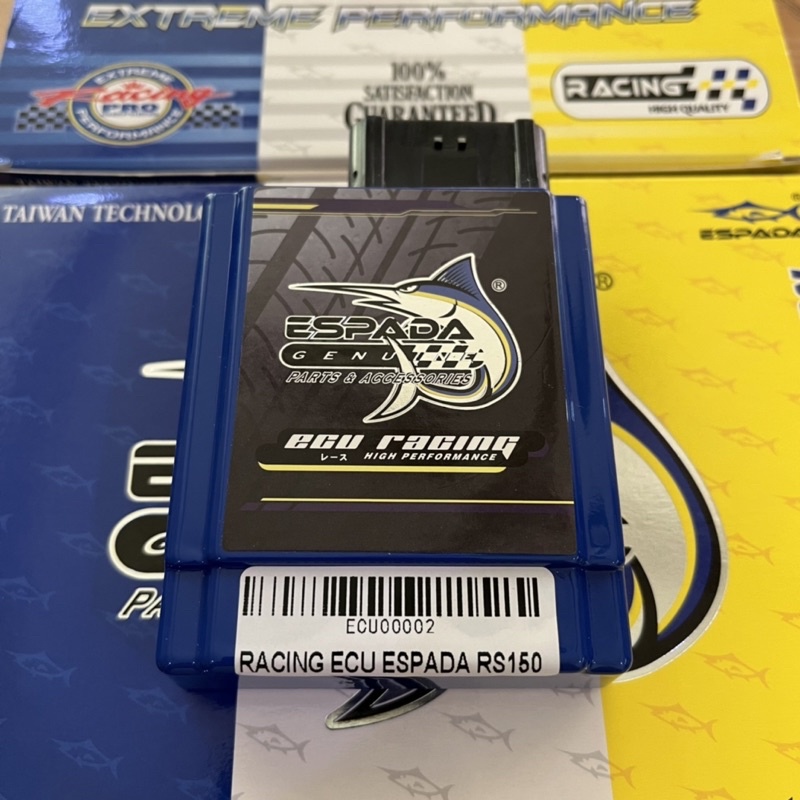 EXTREME PERFORMANCE
EXTREME
Racing
PRO
PERFORMANCE
100%
SATISFACTION
GUARANTEED
RACING
HIGH QUALITY
TAIWAN TECHNOLO
ESPADA
®
ESPADA
GENUINE
PARTS & ACCESSORIES
®
ecu racing
レース HIGH PERFORMANCE
ECU00002
RACING ECU ESPADA RS150